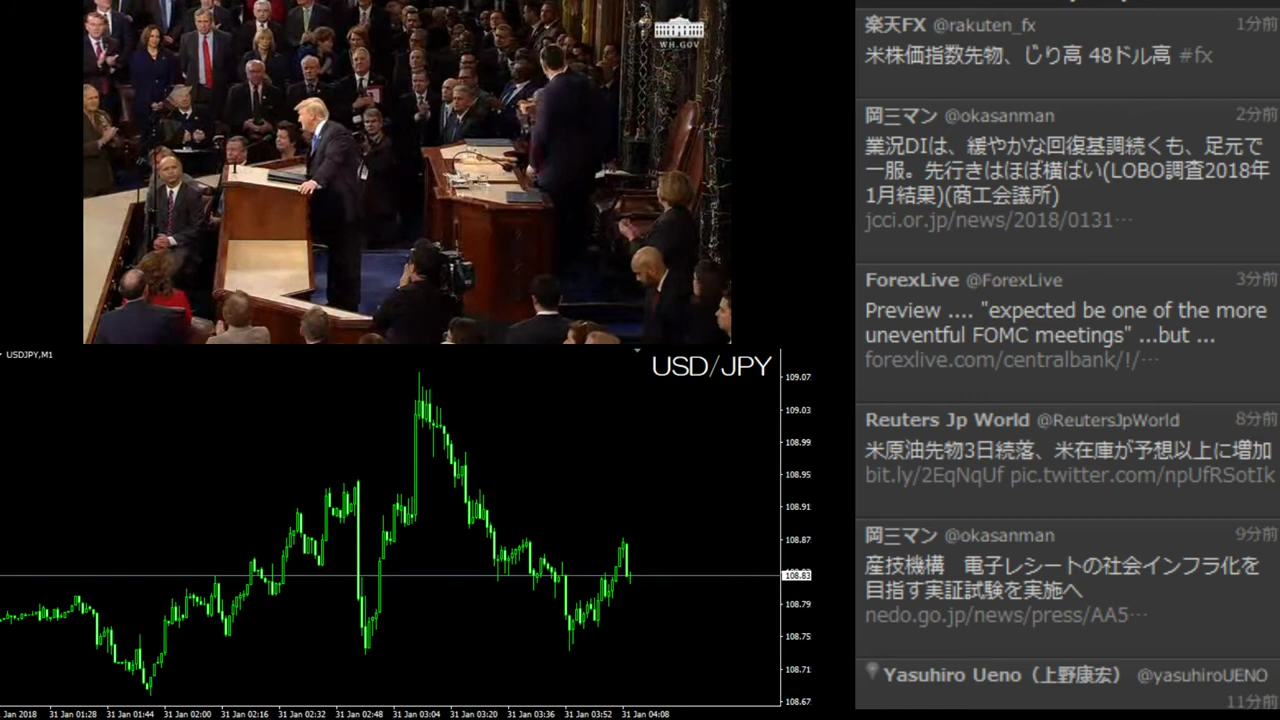 WH.GOV
USDJPY,M1
USD/JPY
109.07
109.03
108.99
108.95
108.91
108.87
108.83
108.79
108.75
108.71
108.67
Jan 2018
31 Jan 01:28
31 Jan 01:44
31 Jan 02:00
31 Jan 02:16
31 Jan 02:32
31 Jan 02:48
31 Jan 03:04
31 Jan 03:20
31 Jan 03:36
31 Jan 03:52
31 Jan 04:08
楽天FX @rakuten_fx 1分前
米株価指数先物、じり高 48ドル高 #fx
岡三マン @okasanman 2分前
業況DIは、緩やかな回復基調続くも、足元で
一服。先行きはほぼ横ばい(LOBO調査2018年
1月結果)(商工会議所)
jcci.or.jp/news/2018/0131…
ForexLive @ForexLive 3分前
Preview .... "expected be one of the more
uneventful FOMC meetings" ...but ...
forexlive.com/centralbank/!/…
Reuters Jp World @ReutersJpWorld 8分前
米原油先物3日続落、米在庫が予想以上に増加
bit.ly/2EqNqUf pic.twitter.com/npUfRSotIk
岡三マン @okasanman 9分前
産技機構　電子レシートの社会インフラ化を
目指す実証試験を実施へ
nedo.go.jp/news/press/AA5…
Yasuhiro Ueno（上野康宏） @yasuhiroUENO
11分前